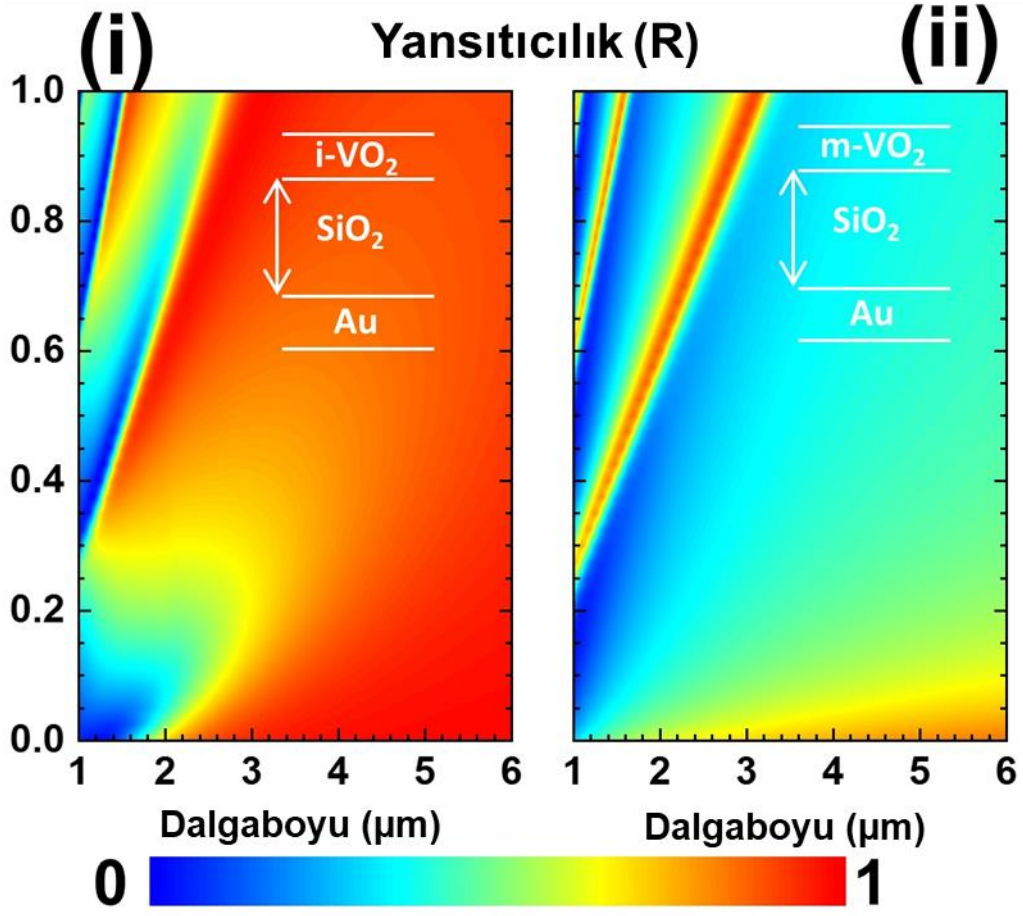 (i)
Yansıtıcılık (R)
(ii)
1.0
0.8
0.6
0.4
0.2
0.0
i-VO₂
SiO₂
Au
1 2 3 4 5 6
Dalgaboyu (μm)
m-VO₂
SiO₂
Au
1 2 3 4 5 6
Dalgaboyu (μm)
0 1